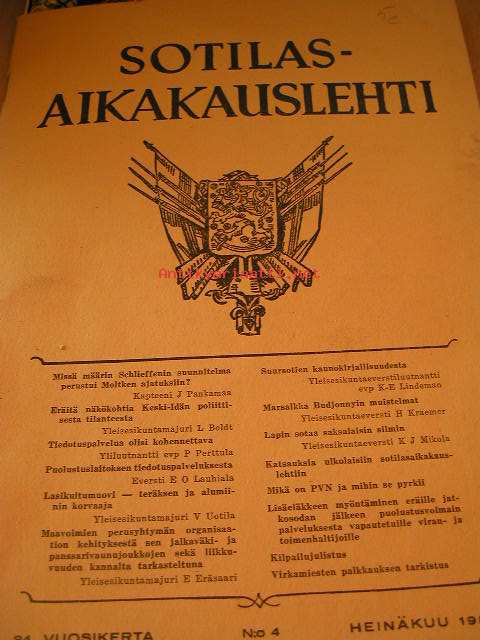 SOTILAS-
AIKAKAUSLEHTI
Missä määrin Schlieffenin suunnitelma
perustui Moltken ajatuksiin?
Kapteeni J Pankamaa
Eräitä näkökohtia Keski-Idän poliitti-
sesta tilanteesta
Yleisesikuntamajuri L Boldt
Tiedotuspalvelua olisi kohennettava
Yliluutnantti evp P Perttula
Puolustuslaitoksen tiedotuspalveluksesta
Eversti E O Lauhiala
Lasikuitumuovi — teräksen ja alumii-
nin korvaaja
Yleisesikuntamajuri V Uotila
Maavoimien perusyhtymän organisaa-
tion kehityksestä sen jalkaväki- ja
panssarivaunujoukkojen sekä liikku-
vuuden kannalta tarkasteltuna
Yleisesikuntamajuri E Eräsaari
Suursotien kaunokirjallisuudesta
Yleisesikuntaeverstiluutnantti
evp K-E Lindeman
Marsalkka Budjonnyin muistelmat
Yleisesikuntaeversti H Kraemer
Lapin sotaa saksalaisin silmin
Yleisesikuntaeversti K J Mikola
Katsauksia ulkolaisiin sotilasaikakaus-
lehtiin
Mikä on PVN ja mihin se pyrkii
Lisäeläkkeen myöntäminen eräille jat-
kosodan jälkeen puolustusvoimain
palveluksesta vapautetuille viran- ja
toimenhaltijoille
Kilpailujulistus
Virkamiesten palkkauksen tarkistus
VUOSIKERTA
N:o 4
HEINÄKUU